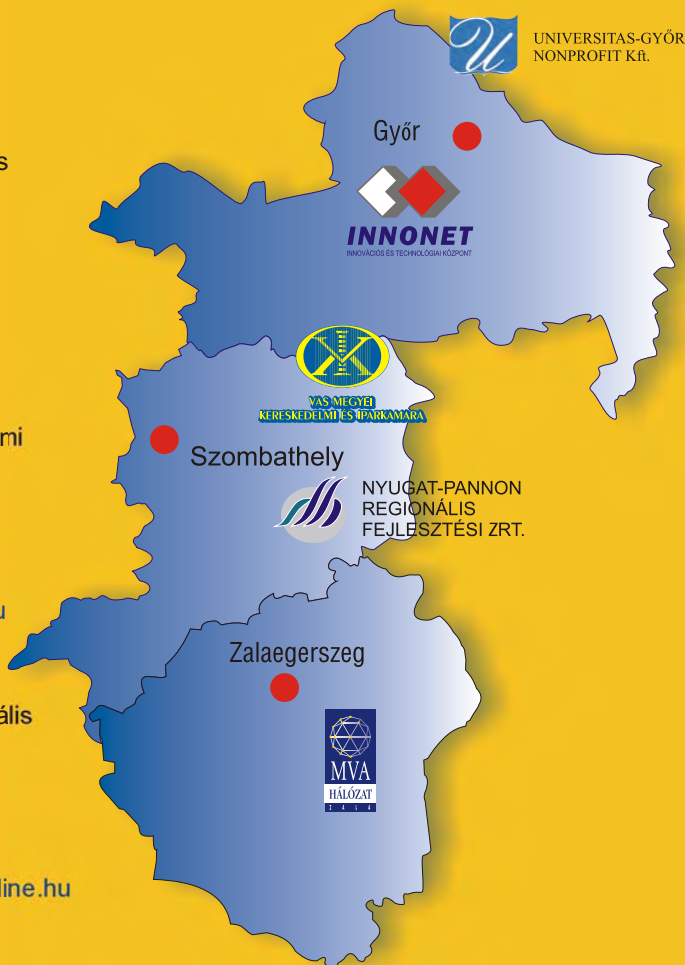 UNIVERSITAS-GYŐR
NONPROFIT Kft.
Győr
s
INNONET
INNOVÁCIÓS ÉS TECHNOLÓGIAI KÖZPONT
VAS MEGYEI
KERESKEDELMI ÉS IPARKAMARA
mi
Szombathely
NYUGAT-PANNON
REGIONÁLIS
FEJLESZTÉSI ZRT.
u
Zalaegerszeg
ális
MVA
HÁLÓZAT
ZALA
line.hu